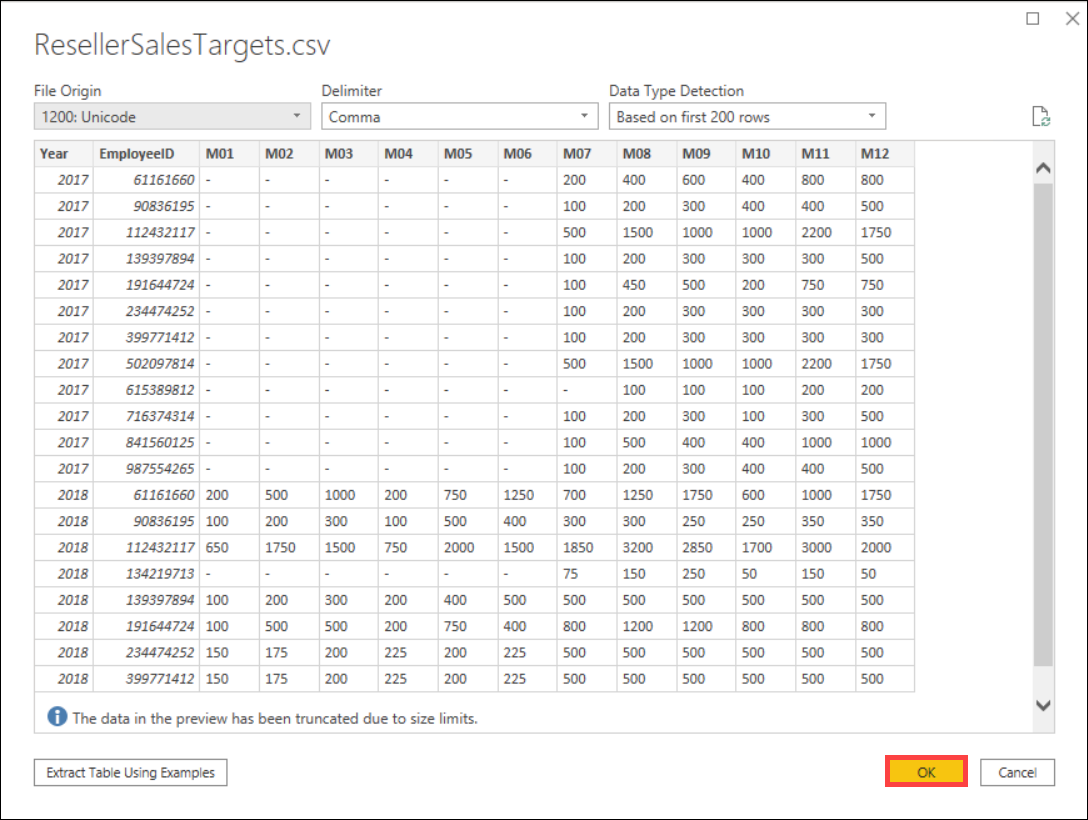 ResellerSalesTargets.csv
File Origin Delimiter Data Type Detection
1200: Unicode Comma Based on first 200 rows
Year EmployeeID M01 M02 M03 M04 M05 M06 M07 M08 M09 M10 M11 M12
2017 61161660 - - - - - - 200 400 600 400 800 800
2017 90836195 - - - - - - 100 200 300 400 400 500
2017 112432117 - - - - - - 500 1500 1000 1000 2200 1750
2017 139397894 - - - - - - 100 200 300 300 300 500
2017 191644724 - - - - - - 100 450 500 200 750 750
2017 234474252 - - - - - - 100 200 300 300 300 300
2017 399771412 - - - - - - 100 200 300 300 300 300
2017 502097814 - - - - - - 500 1500 1000 1000 2200 1750
2017 615389812 - - - - - - - 100 100 100 200 200
2017 716374314 - - - - - - 100 200 300 100 300 500
2017 841560125 - - - - - - 100 500 400 400 1000 1000
2017 987554265 - - - - - - 100 200 300 400 400 500
2018 61161660 200 500 1000 200 750 1250 700 1250 1750 600 1000 1750
2018 90836195 100 200 300 100 500 400 300 300 250 250 350 350
2018 112432117 650 1750 1500 750 2000 1500 1850 3200 2850 1700 3000 2000
2018 134219713 - - - - - - 75 150 250 50 150 50
2018 139397894 100 200 300 200 400 500 500 500 500 500 500 500
2018 191644724 100 500 500 200 750 400 800 1200 1200 800 800 800
2018 234474252 150 175 200 225 200 225 500 500 500 500 500 500
2018 399771412 150 175 200 225 200 225 500 500 500 500 500 500
The data in the preview has been truncated due to size limits.
Extract Table Using Examples OK Cancel